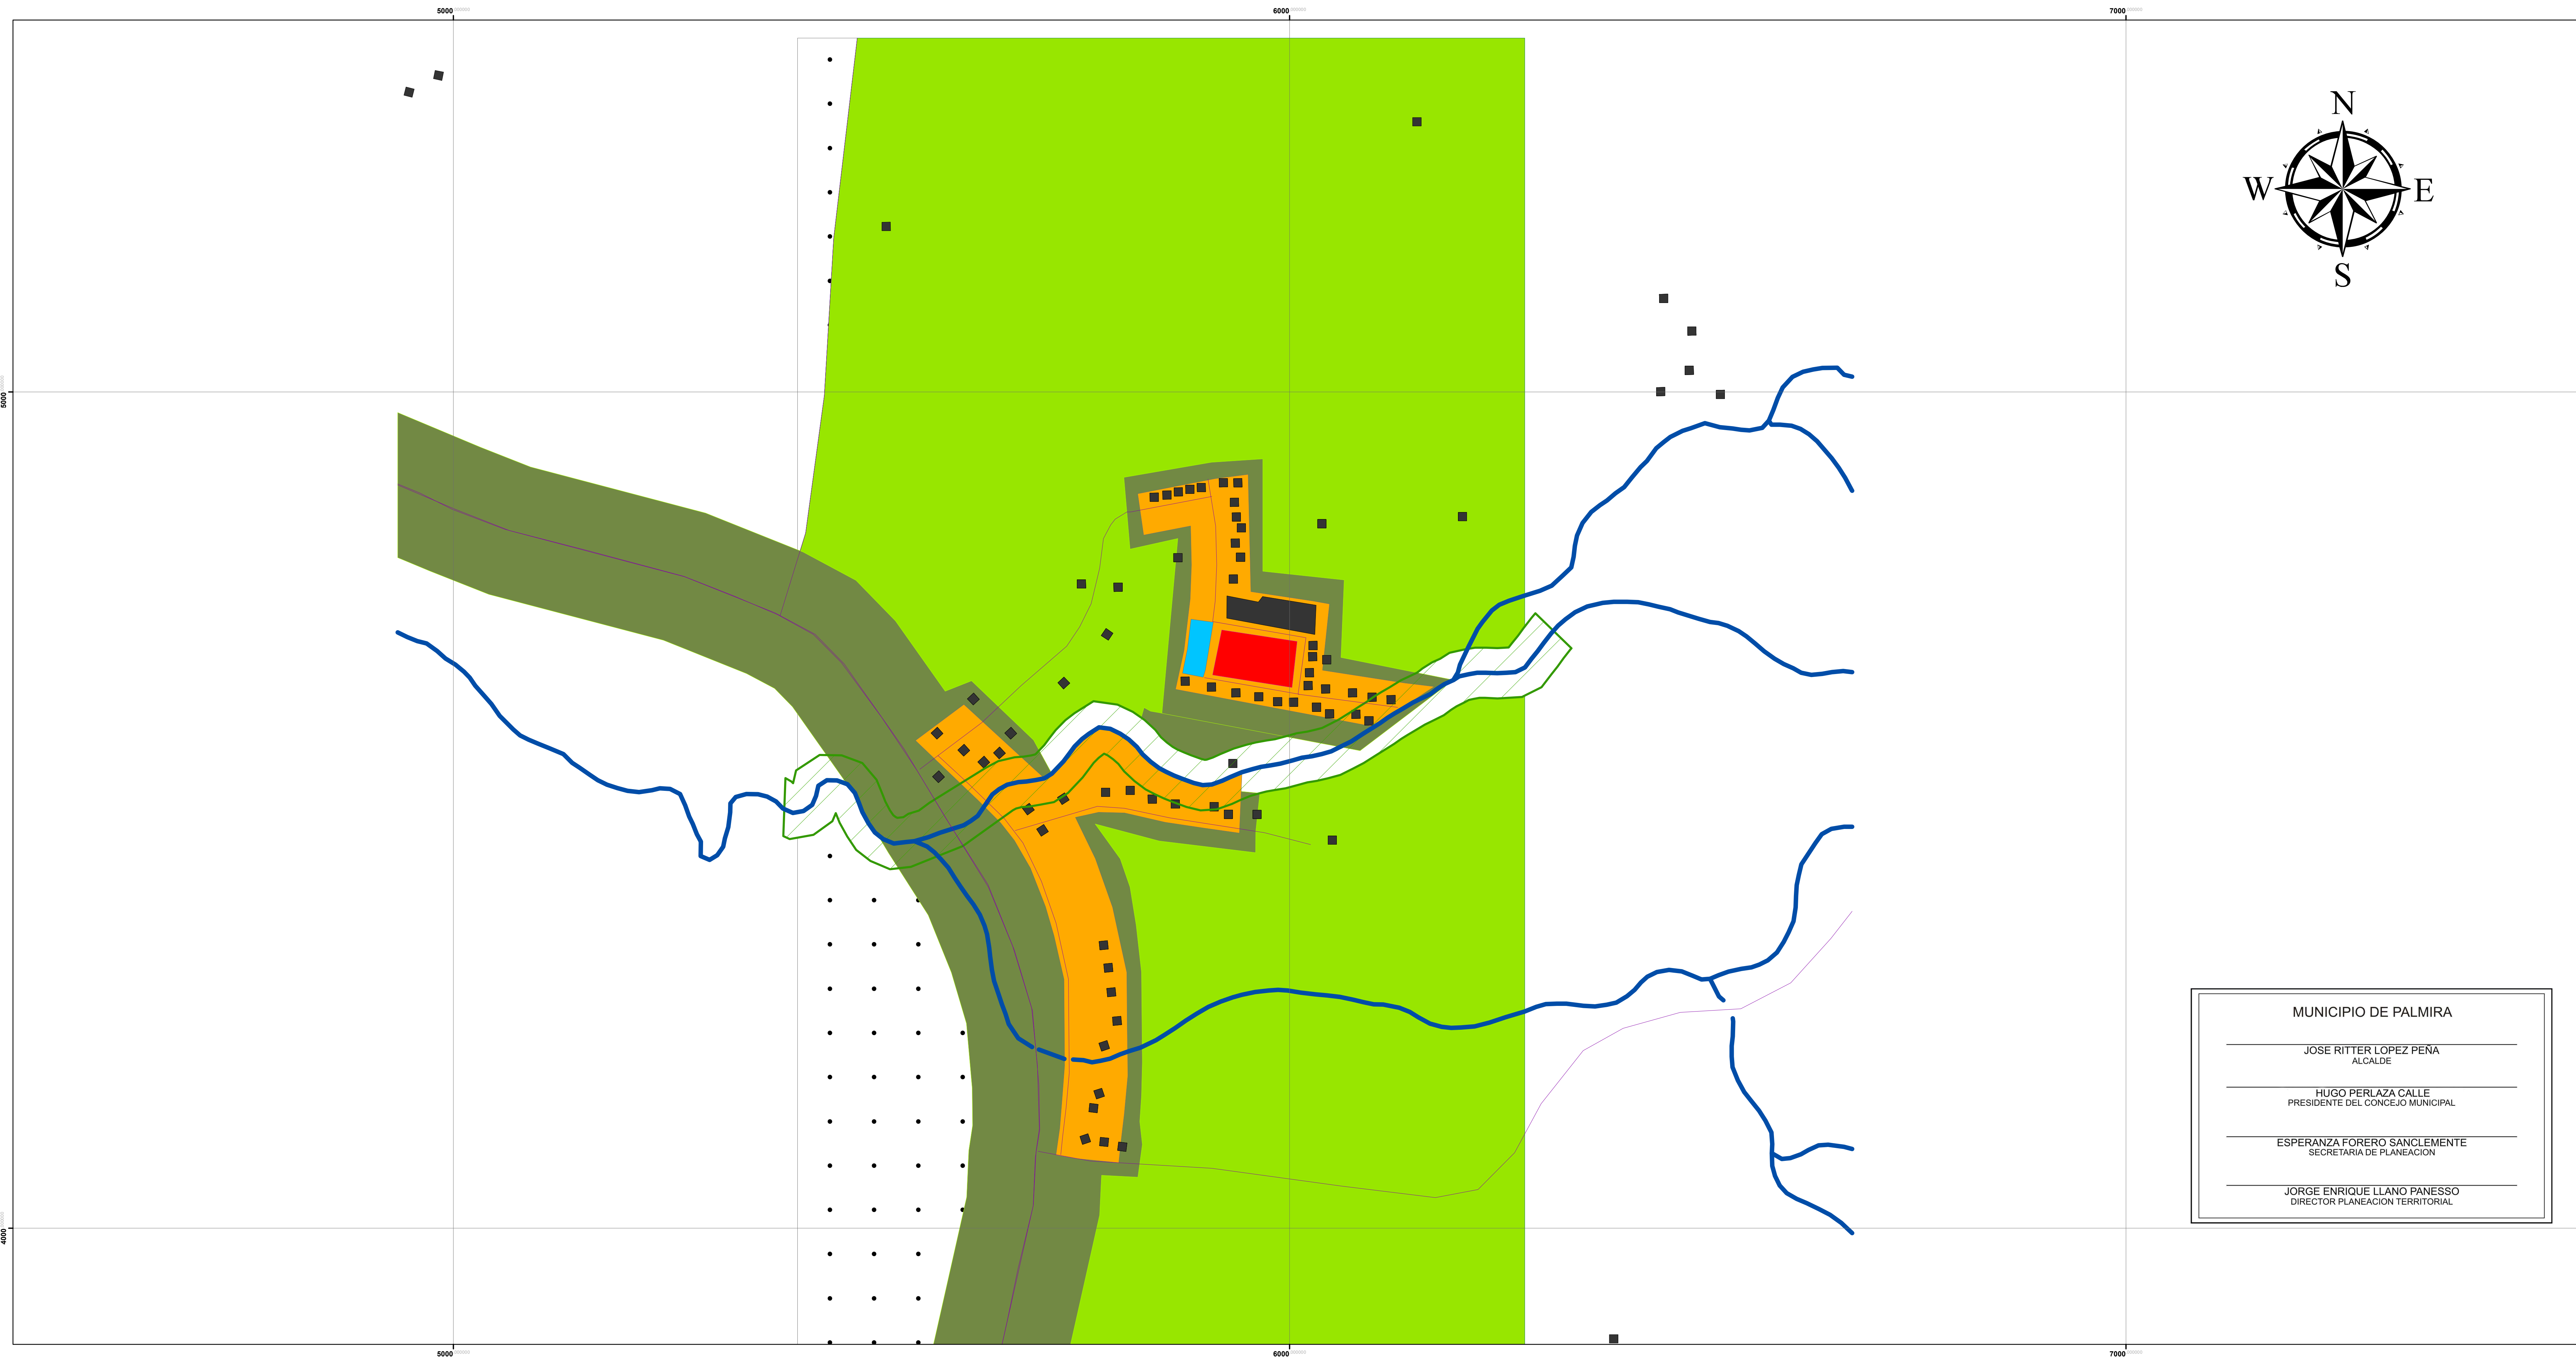 5000
6000
7000
N
W
E
S
5000
MUNICIPIO DE PALMIRA
JOSE RITTER LOPEZ PEÑA
ALCALDE
HUGO PERLAZA CALLE
PRESIDENTE DEL CONCEJO MUNICIPAL
ESPERANZA FORERO SANCLEMENTE
SECRETARIA DE PLANEACION
JORGE ENRIQUE LLANO PANESSO
DIRECTOR PLANEACION TERRITORIAL
4000
5000
6000
7000